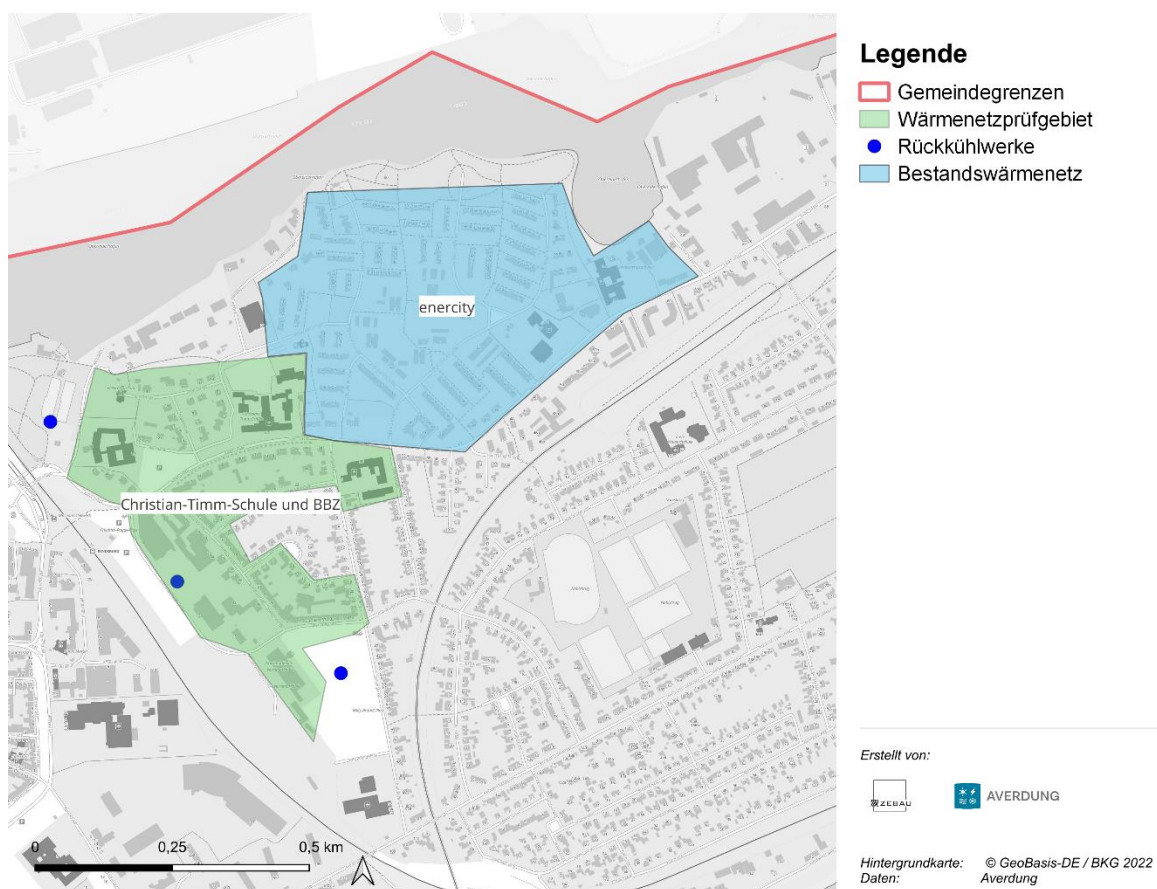 Legende
Gemeindegrenzen
Wärmenetzprüfgebiet
Rückkühlwerke
Bestandswärmenetz
enercity
Christian-Timm-Schule und BBZ
0
0,25
0,5 km
Erstellt von:
ZEBAU
AVERDUNG
Hintergrundkarte: © GeoBasis-DE / BKG 2022
Daten: Averdung